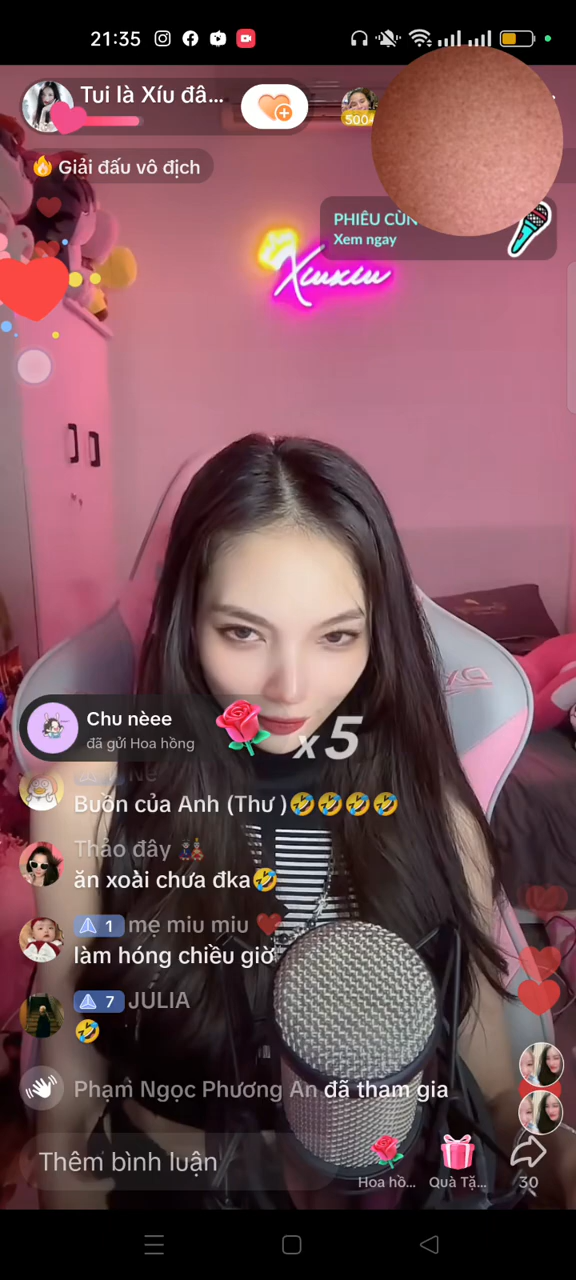 21:35
Tui là Xíu đâ...
500+
Giải đấu vô địch
PHIÊU CÙN
Xem ngay
Xiuxiu
Chu nèee
đã gửi Hoa hồng
x5
Buồn của Anh (Thư )🤣🤣🤣🤣
Thảo đây 🎎
ăn xoài chưa đka🤣
1 mẹ miu miu ❤️
làm hóng chiều giờ
7 JULIA
🤣
Phạm Ngọc Phương An đã tham gia
Thêm bình luận
Hoa hồ...
Quà Tặ...
30